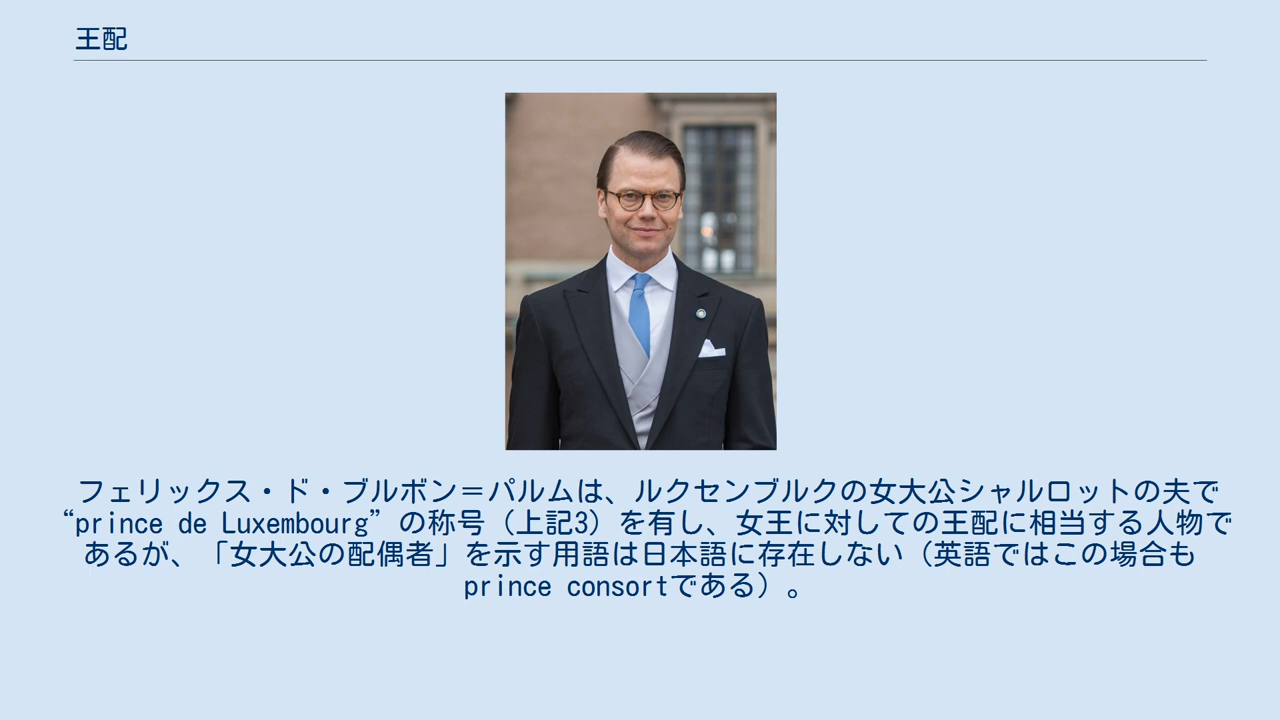 王配
フェリックス・ド・ブルボン＝パルムは、ルクセンブルクの女大公シャルロットの夫で
“prince de Luxembourg”の称号（上記3）を有し、女王に対しての王配に相当する人物で
あるが、「女大公の配偶者」を示す用語は日本語に存在しない（英語ではこの場合も
prince consortである）。